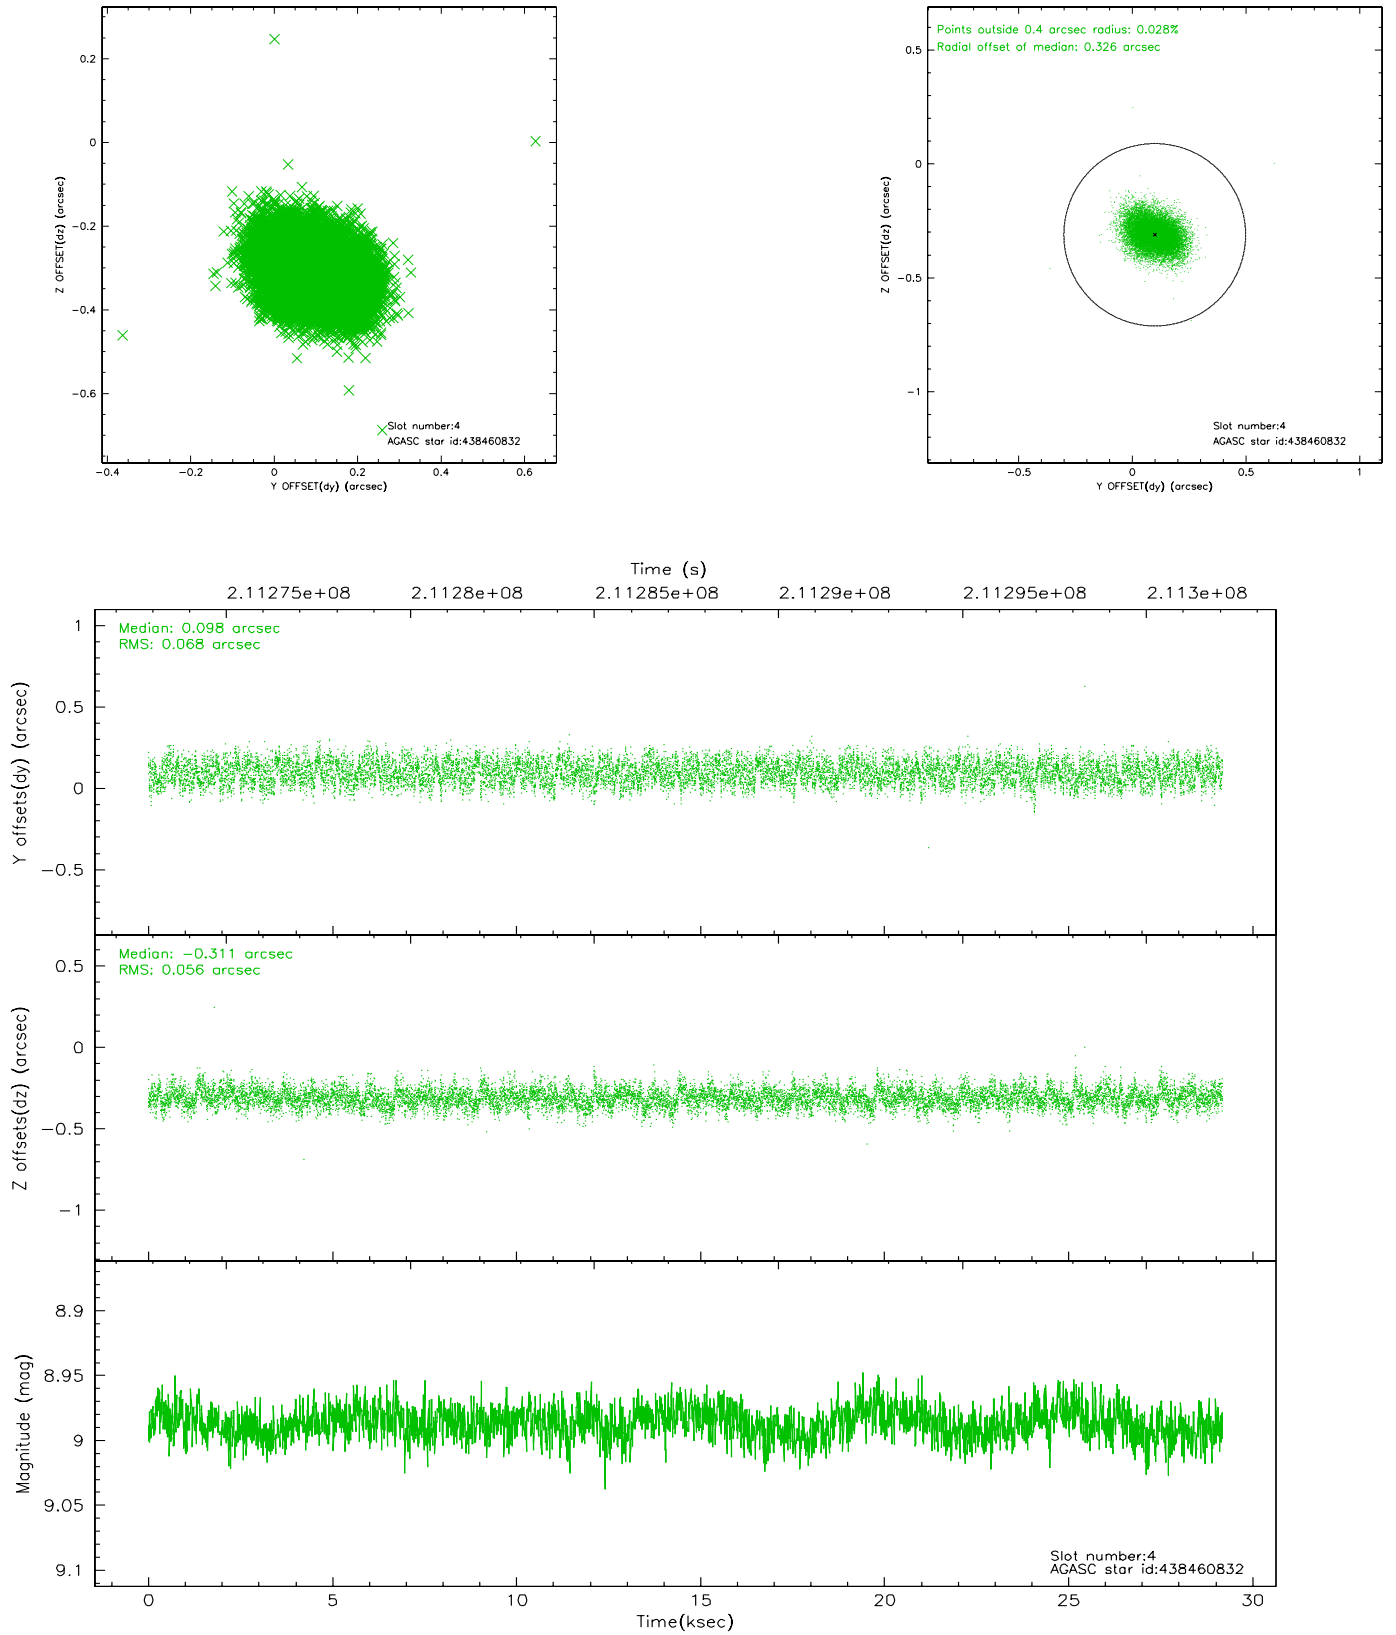 0.2
0
−0.2
−0.4
−0.6
Z OFFSET(dz) (arcsec)
Slot number:4
AGASC star id:438460832
−0.4 −0.2 0 0.2 0.4 0.6
Y OFFSET(dy) (arcsec)
Points outside 0.4 arcsec radius: 0.028%
Radial offset of median: 0.326 arcsec
0.5
0
−0.5
−1
Z OFFSET(dz) (arcsec)
Slot number:4
AGASC star id:438460832
−0.5 0 0.5 1
Y OFFSET(dy) (arcsec)
Time (s)
2.11275e+08 2.1128e+08 2.11285e+08 2.1129e+08 2.11295e+08 2.113e+08
Median: 0.098 arcsec
RMS: 0.068 arcsec
1
0.5
0
−0.5
Y offsets(dy) (arcsec)
Median: −0.311 arcsec
RMS: 0.056 arcsec
0.5
0
−0.5
−1
Z offsets(dz) (arcsec)
8.9
8.95
9
9.05
9.1
Magnitude (mag)
Slot number:4
AGASC star id:438460832
0 5 10 15 20 25 30
Time(ksec)